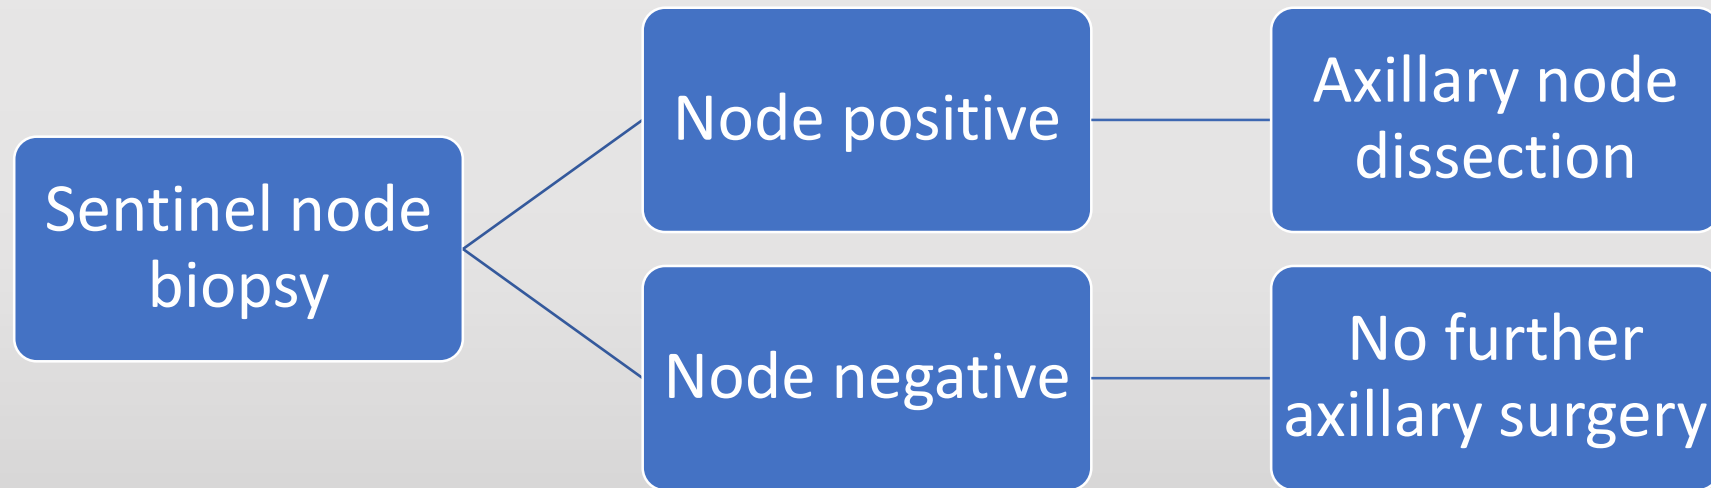 Sentinel node
biopsy
Node positive
Axillary node
dissection
Node negative
No further
axillary surgery